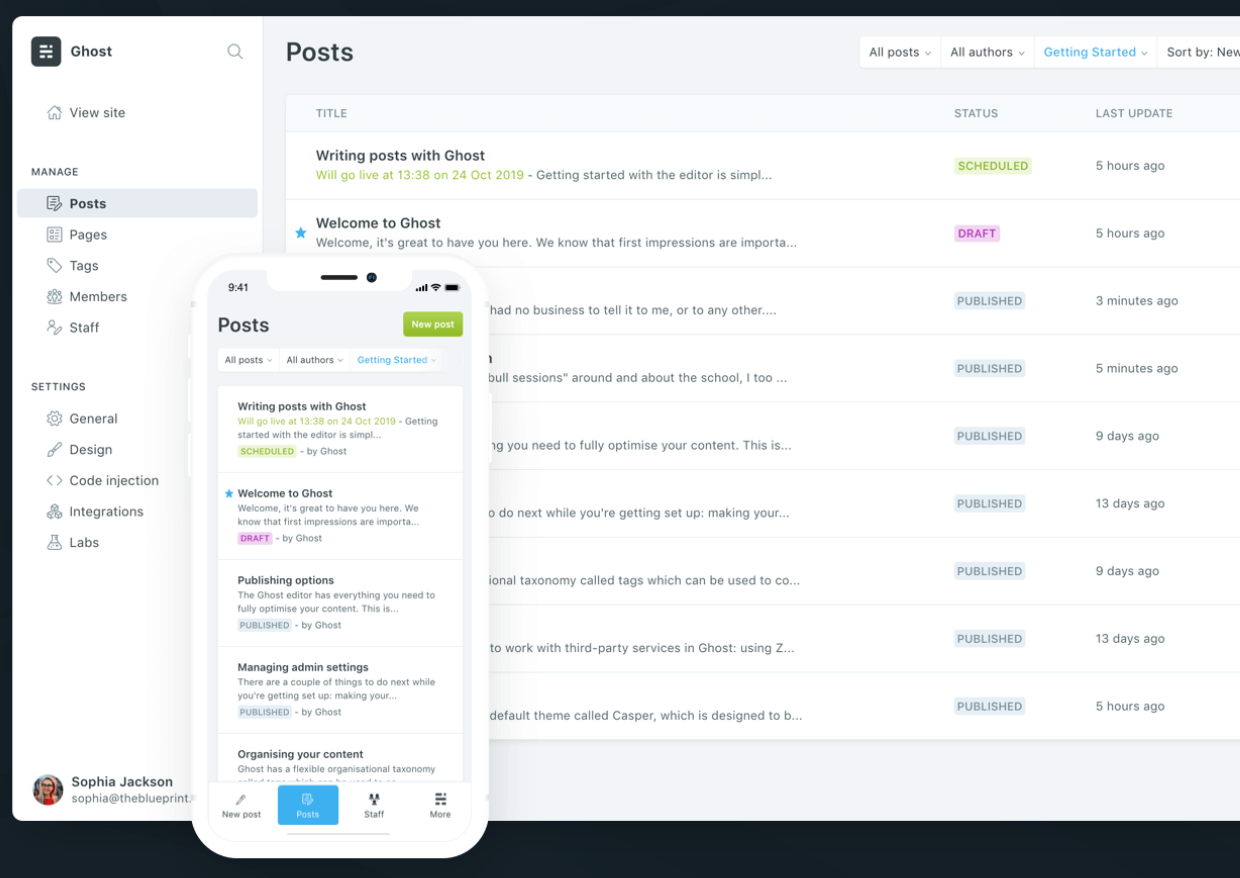 Ghost
View site
MANAGE
Posts
Pages
Tags
Members
Staff
SETTINGS
General
Design
Code injection
Integrations
Labs
Sophia Jackson
sophia@theblueprint.
Posts
All posts
All authors
Getting Started
Sort by: New
TITLE STATUS LAST UPDATE
Writing posts with Ghost
Will go live at 13:38 on 24 Oct 2019 - Getting started with the editor is simpl...
SCHEDULED
5 hours ago
Welcome to Ghost
Welcome, it's great to have you here. We know that first impressions are importa...
DRAFT
5 hours ago
had no business to tell it to me, or to any other....
PUBLISHED
3 minutes ago
bull sessions" around and about the school, I too ...
PUBLISHED
5 minutes ago
you need to fully optimise your content. This is...
PUBLISHED
9 days ago
do next while you're getting set up: making your...
PUBLISHED
13 days ago
taxonomy called tags which can be used to co...
PUBLISHED
9 days ago
to work with third-party services in Ghost: using Z...
PUBLISHED
13 days ago
default theme called Casper, which is designed to b...
PUBLISHED
5 hours ago
9:41
Posts
New post
All posts
All authors
Getting Started
Writing posts with Ghost
Will go live at 13:38 on 24 Oct 2019 - Getting
started with the editor is simpl...
SCHEDULED - by Ghost
Welcome to Ghost
Welcome, it's great to have you here. We
know that first impressions are importa...
DRAFT - by Ghost
Publishing options
The Ghost editor has everything you need to
fully optimise your content. This is...
PUBLISHED - by Ghost
Managing admin settings
There are a couple of things to do next while
you're getting set up: making your...
PUBLISHED - by Ghost
Organising your content
Ghost has a flexible organisational taxonomy
New post
Posts
Staff
More